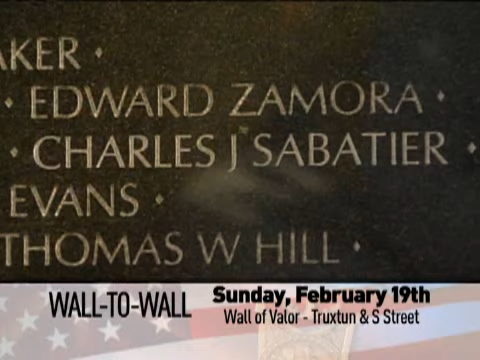 AKER •
• EDWARD ZAMORA •
• CHARLES J SABATIER •
EVANS •
THOMAS W HILL •
WALL-TO-WALL
Sunday, February 19th
Wall of Valor - Truxtun & S Street